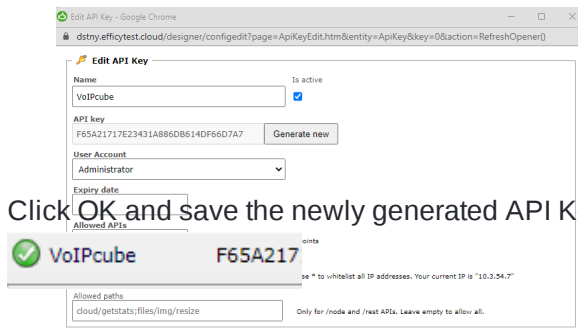 Edit API Key - Google Chrome
dstny.efficytest.cloud/designer/configedit?page=ApiKeyEdit.htm&entity=ApiKey&key=0&action=RefreshOpener()
Edit API Key
Name
Is active
VoIPcube
API key
F65A21717E23431A886DB614DF66D7A7
Generate new
User Account
Administrator
Expiry date
Click OK and save the newly generated API K
Allowed APIs
oints
VoIPcube F65A217
se * to whitelist all IP addresses. Your current IP is "10.3.54.7"
Allowed paths
cloud/getstats;files/img/resize
Only for /node and /rest APIs. Leave empty to allow all.